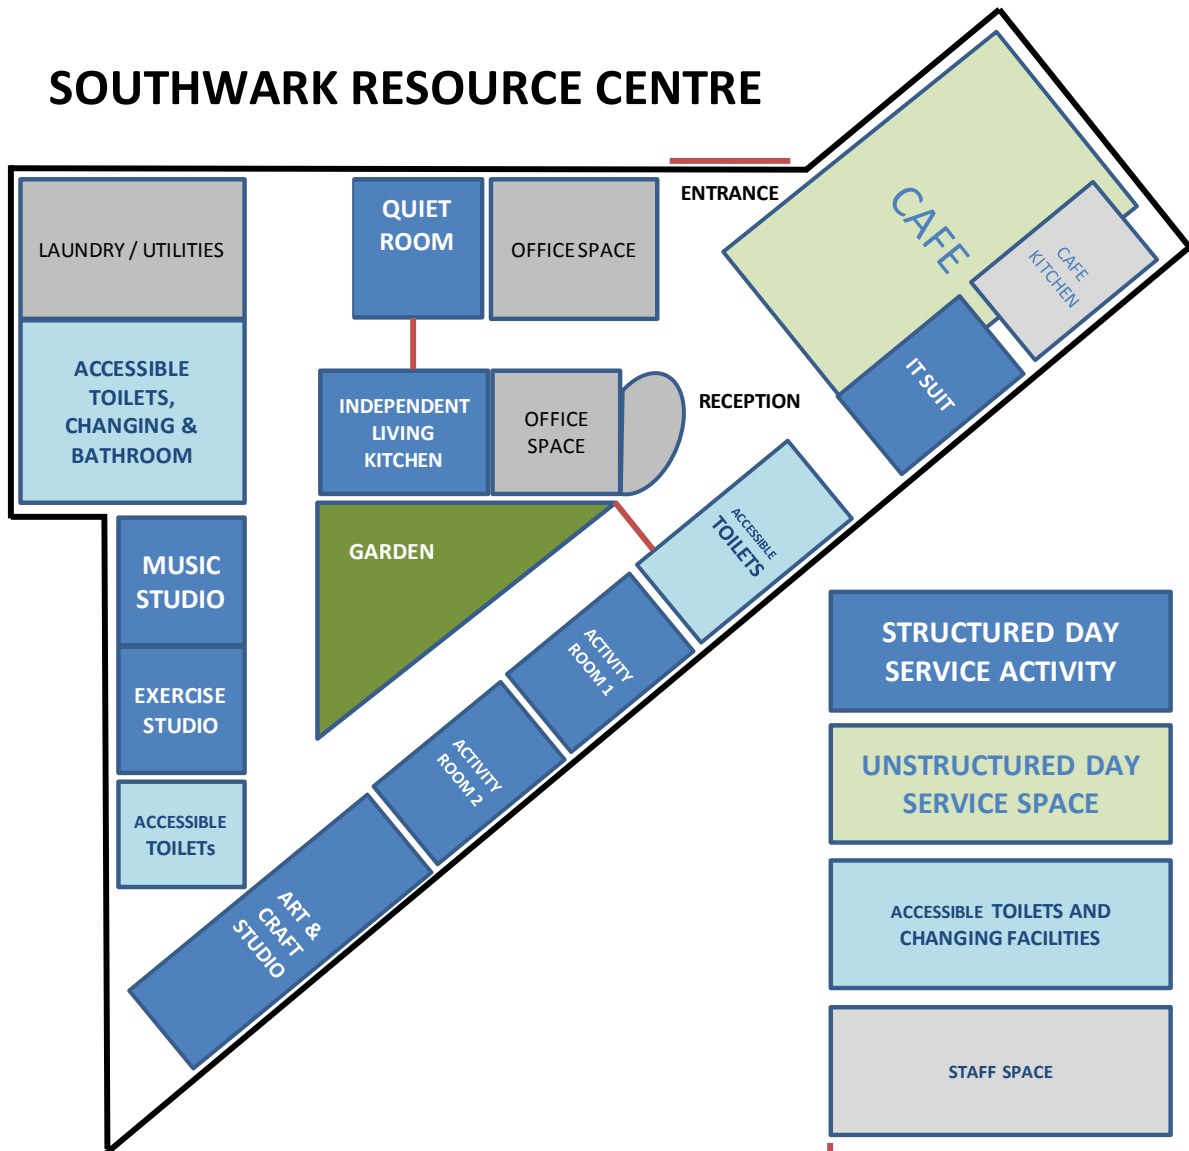 SOUTHWARK RESOURCE CENTRE
LAUNDRY / UTILITIES
QUIET
ROOM
OFFICE SPACE
ENTRANCE
CAFE
CAFE
KITCHEN
IT SUIT
ACCESSIBLE
TOILETS,
CHANGING &
BATHROOM
INDEPENDENT
LIVING
KITCHEN
OFFICE
SPACE
RECEPTION
ACCESSIBLE
TOILETS
GARDEN
MUSIC
STUDIO
EXERCISE
STUDIO
ACCESSIBLE
TOILETs
ACTIVITY
ROOM 1
ACTIVITY
ROOM 2
ART &
CRAFT
STUDIO
STRUCTURED DAY
SERVICE ACTIVITY
UNSTRUCTURED DAY
SERVICE SPACE
ACCESSIBLE TOILETS AND
CHANGING FACILITIES
STAFF SPACE